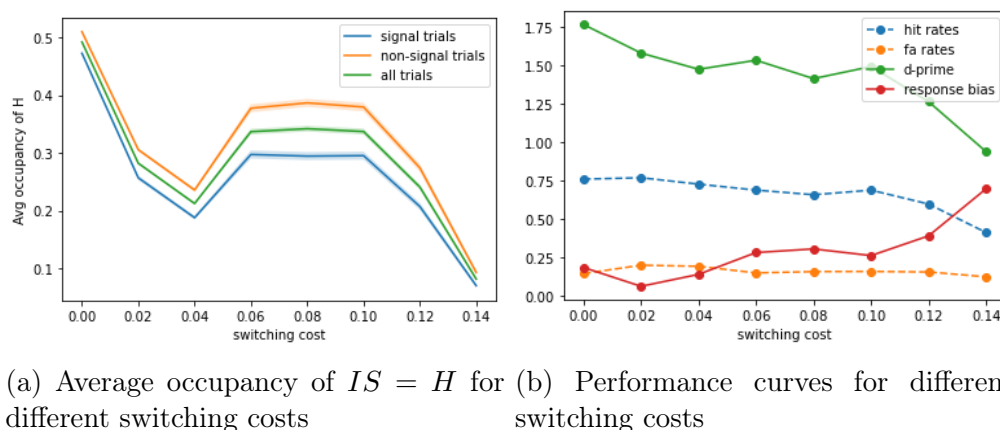 signal trials
non-signal trials
all trials
Avg occupancy of H
0.5
0.4
0.3
0.2
0.1
0.00 0.02 0.04 0.06 0.08 0.10 0.12 0.14
switching cost
hit rates
fa rates
d-prime
response bias
1.75
1.50
1.25
1.00
0.75
0.50
0.25
0.00
0.00 0.02 0.04 0.06 0.08 0.10 0.12 0.14
switching cost
(a) Average occupancy of IS = H for
different switching costs
(b) Performance curves for differen
switching costs